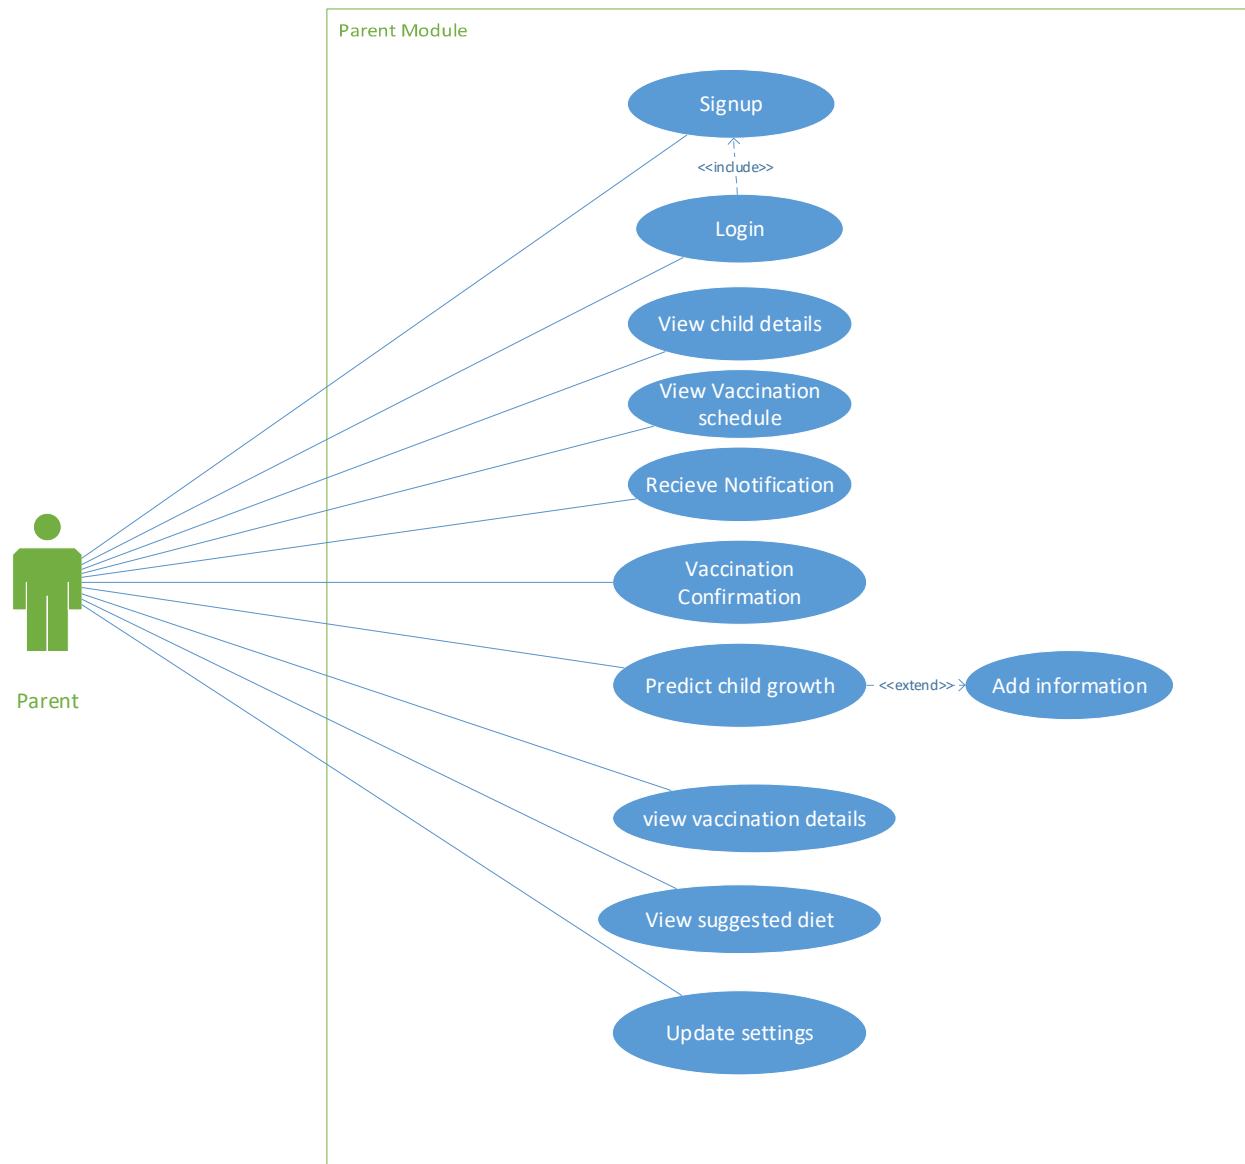 Parent Module
Signup
<<include>>
Login
View child details
View Vaccination
schedule
Recieve Notification
Vaccination
Confirmation
Predict child growth
<<extend>>
Add information
Parent
view vaccination details
View suggested diet
Update settings